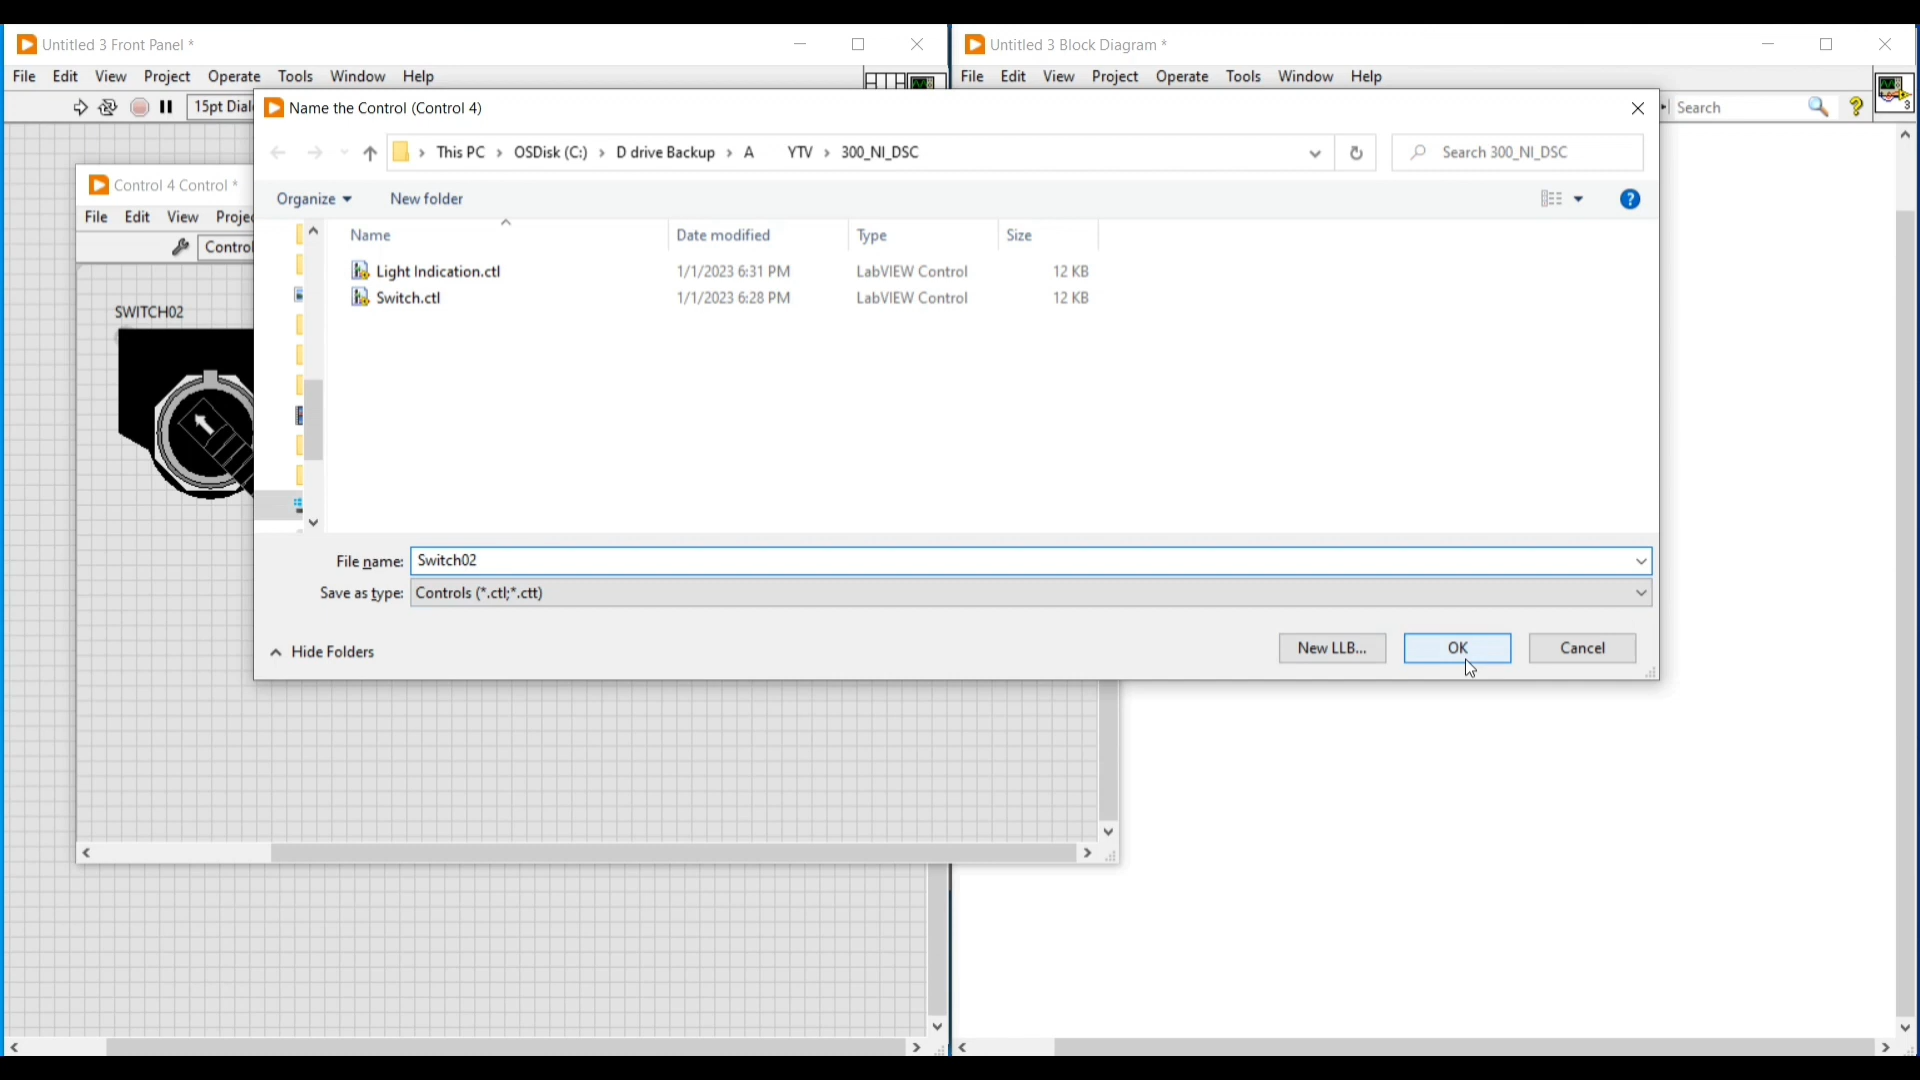 Untitled 3 Front Panel *
File Edit View Project Operate Tools Window Help
Untitled 3 Block Diagram *
File Edit View Project Operate Tools Window Help
Search
3
Name the Control (Control 4)
This PC > OSDisk (C:) > D drive Backup > A YTV > 300_NI_DSC
Search 300_NI_DSC
Organize New folder
Name Date modified Type Size
Light Indication.ctl 1/1/2023 6:31 PM LabVIEW Control 12 KB
Switch.ctl 1/1/2023 6:28 PM LabVIEW Control 12 KB
File name: Switch02
Save as type: Controls (*.ctl;*.ctt)
Hide Folders
New LLB... OK Cancel
Control 4 Control *
File Edit View
SWITCH02